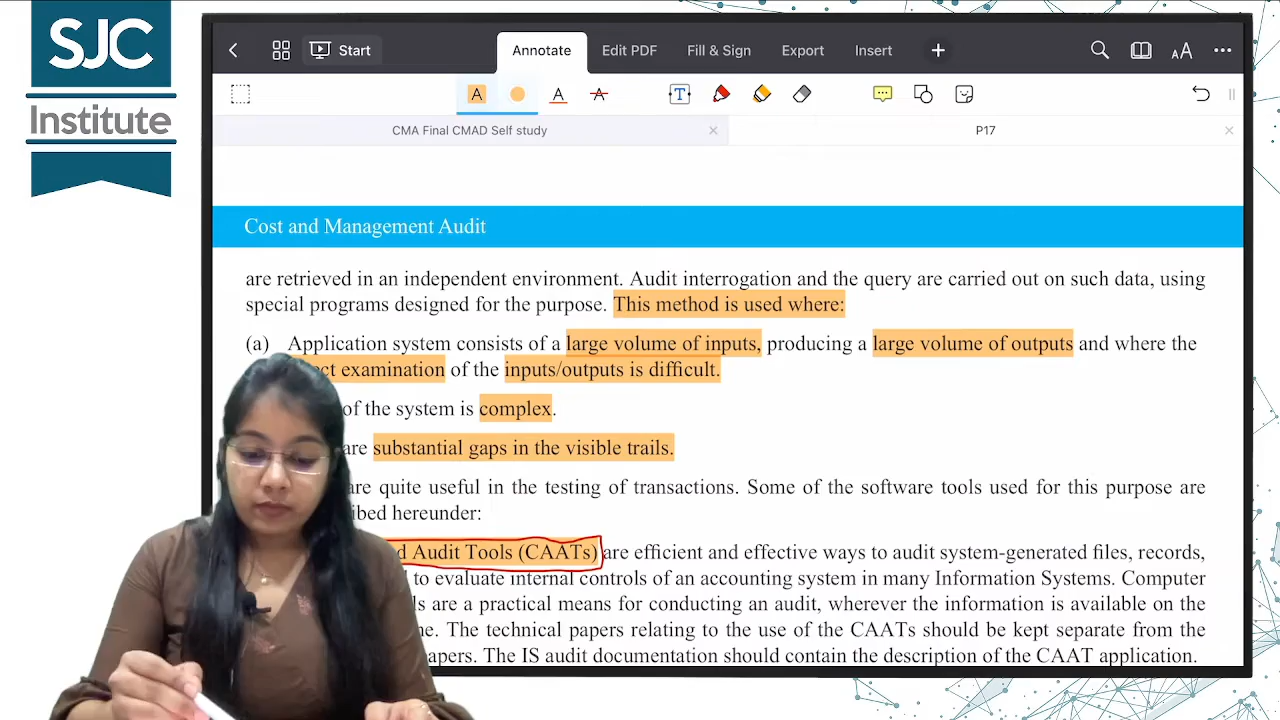 SJC
Institute
Start
Annotate
Edit PDF
Fill & Sign
Export
Insert
AA
CMA Final CMAD Self study
P17
Cost and Management Audit
are retrieved in an independent environment. Audit interrogation and the query are carried out on such data, using
special programs designed for the purpose. This method is used where:
(a) Application system consists of a large volume of inputs, producing a large volume of outputs and where the
examination of the inputs/outputs is difficult.
of the system is complex.
are substantial gaps in the visible trails.
are quite useful in the testing of transactions. Some of the software tools used for this purpose are
hereunder:
Audit Tools (CAATs) are efficient and effective ways to audit system-generated files, records,
to evaluate internal controls of an accounting system in many Information Systems. Computer
are a practical means for conducting an audit, wherever the information is available on the
The technical papers relating to the use of the CAATs should be kept separate from the
The IS audit documentation should contain the description of the CAAT application.